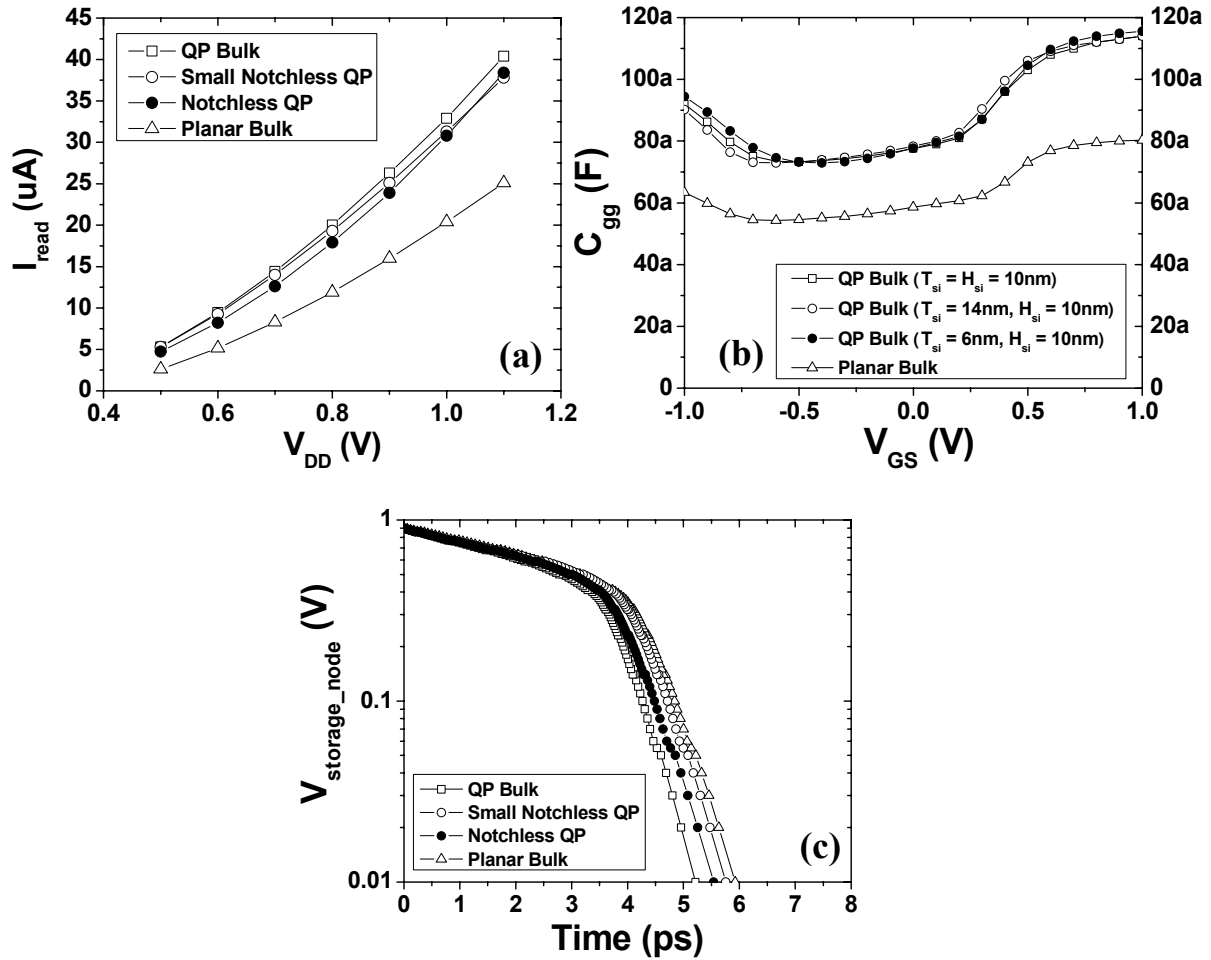 45
40
35
30
25
20
15
10
5
0
I_read (uA)
QP Bulk
Small Notchless QP
Notchless QP
Planar Bulk
(a)
0.4 0.6 0.8 1.0 1.2
V_DD (V)
120a
100a
80a
60a
40a
20a
0
C_gg (F)
120a
100a
80a
60a
40a
20a
0
QP Bulk (T_si = H_si = 10nm)
QP Bulk (T_si = 14nm, H_si = 10nm)
QP Bulk (T_si = 6nm, H_si = 10nm)
Planar Bulk
(b)
-1.0 -0.5 0.0 0.5 1.0
V_GS (V)
1
0.1
0.01
V_storage_node (V)
QP Bulk
Small Notchless QP
Notchless QP
Planar Bulk
(c)
0 1 2 3 4 5 6 7 8
Time (ps)